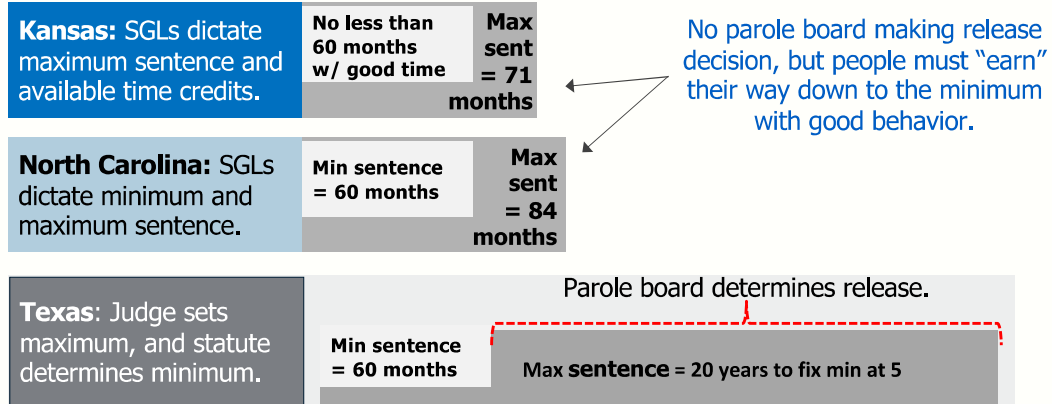 Kansas: SGLs dictate
maximum sentence and
available time credits.
No less than
60 months
w/ good time
Max
sent
= 71
months
No parole board making release
decision, but people must “earn”
their way down to the minimum
with good behavior.
North Carolina: SGLs
dictate minimum and
maximum sentence.
Min sentence
= 60 months
Max
sent
= 84
months
Texas: Judge sets
maximum, and statute
determines minimum.
Parole board determines release.
Min sentence
= 60 months
Max sentence = 20 years to fix min at 5